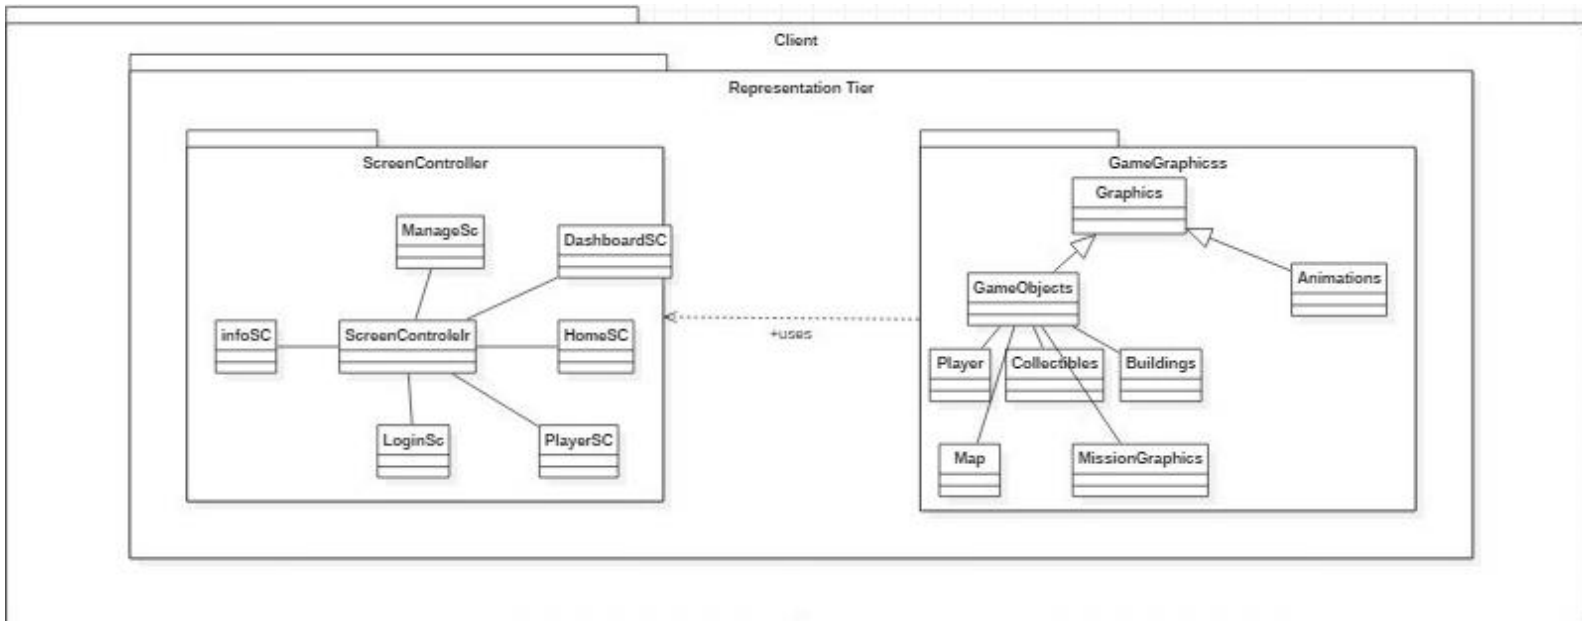 Client
Representation Tier
ScreenController
GameGraphicss
Graphics
ManageSc
DashboardSC
Animations
GameObjects
infoSC
ScreenControlelr
HomeSC
+uses
Player
Collectibles
Buildings
LoginSc
PlayerSC
Map
MissionGraphics